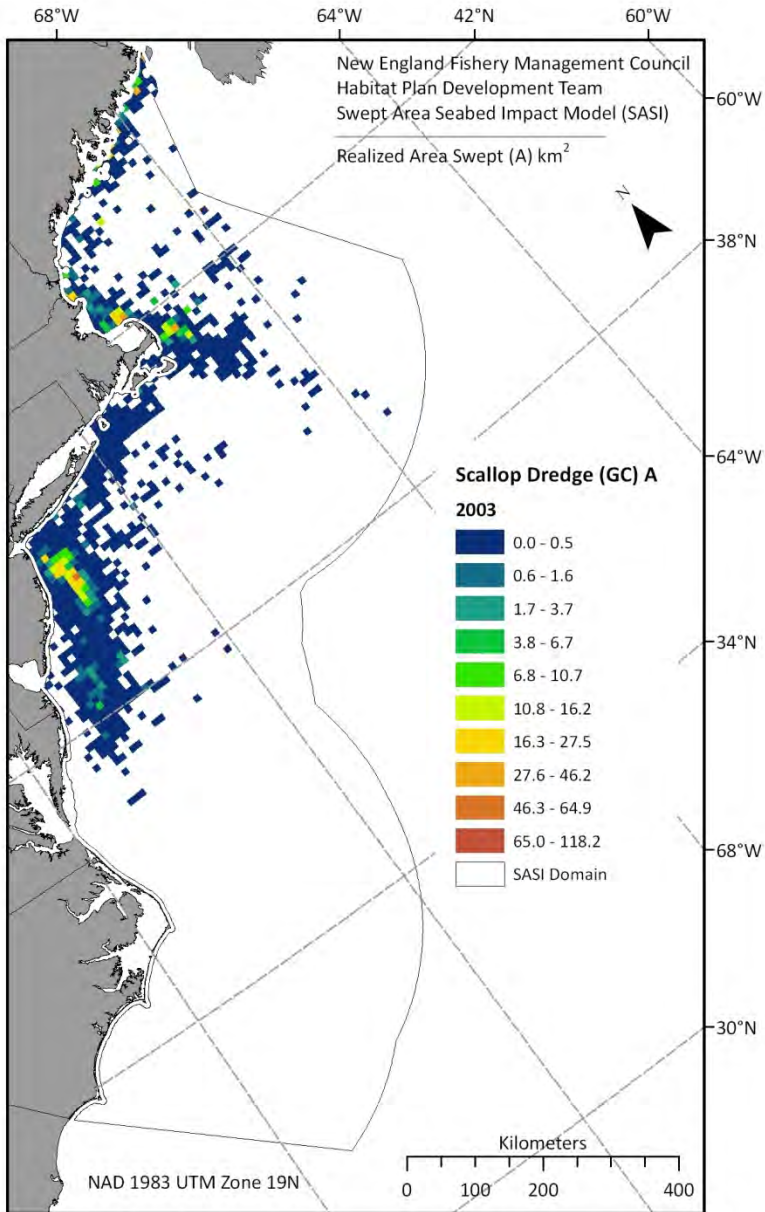 68°W 64°W 42°N 60°W
New England Fishery Management Council
Habitat Plan Development Team
Swept Area Seabed Impact Model (SASI)
Realized Area Swept (A) km²
N
60°W
38°N
64°W
34°N
68°W
30°N
Scallop Dredge (GC) A
2003
0.0 - 0.5
0.6 - 1.6
1.7 - 3.7
3.8 - 6.7
6.8 - 10.7
10.8 - 16.2
16.3 - 27.5
27.6 - 46.2
46.3 - 64.9
65.0 - 118.2
SASI Domain
Kilometers
0 100 200 400
NAD 1983 UTM Zone 19N